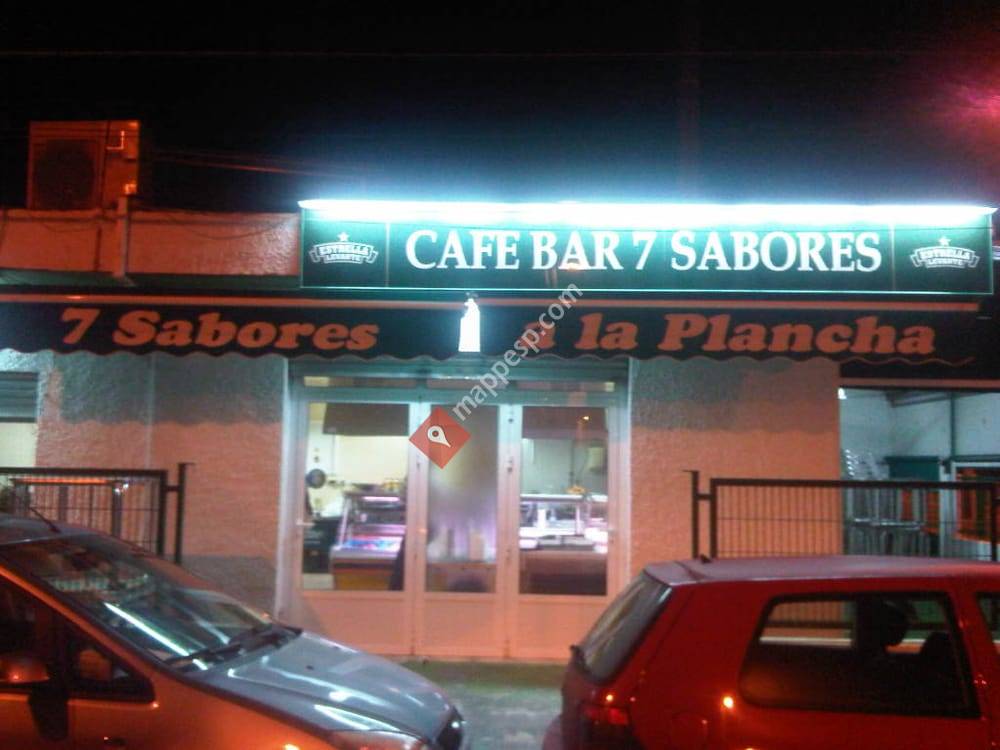 ESTRELLA
LEVANTE
CAFE BAR 7 SABORES
ESTRELLA
LEVANTE
7 Sabores a la Plancha
mappesp.com